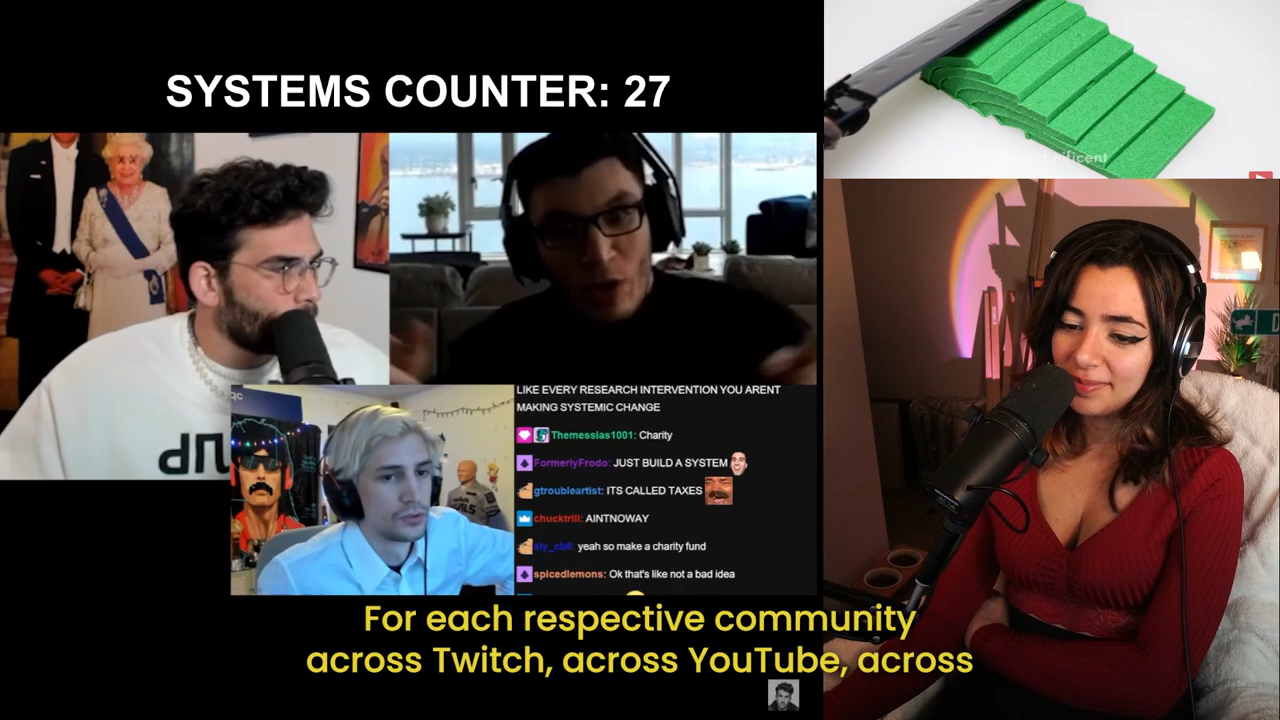 SYSTEMS COUNTER: 27
LIKE EVERY RESEARCH INTERVENTION YOU ARENT
MAKING SYSTEMIC CHANGE
Themessias1001: Charity
FormerlyFrodo: JUST BUILD A SYSTEM
gtroubleartist: ITS CALLED TAXES
chucktrill: AINTNOWAY
yeah so make a charity fund
spicedlemons: Ok that's like not a bad idea
For each respective community
across Twitch, across YouTube, across